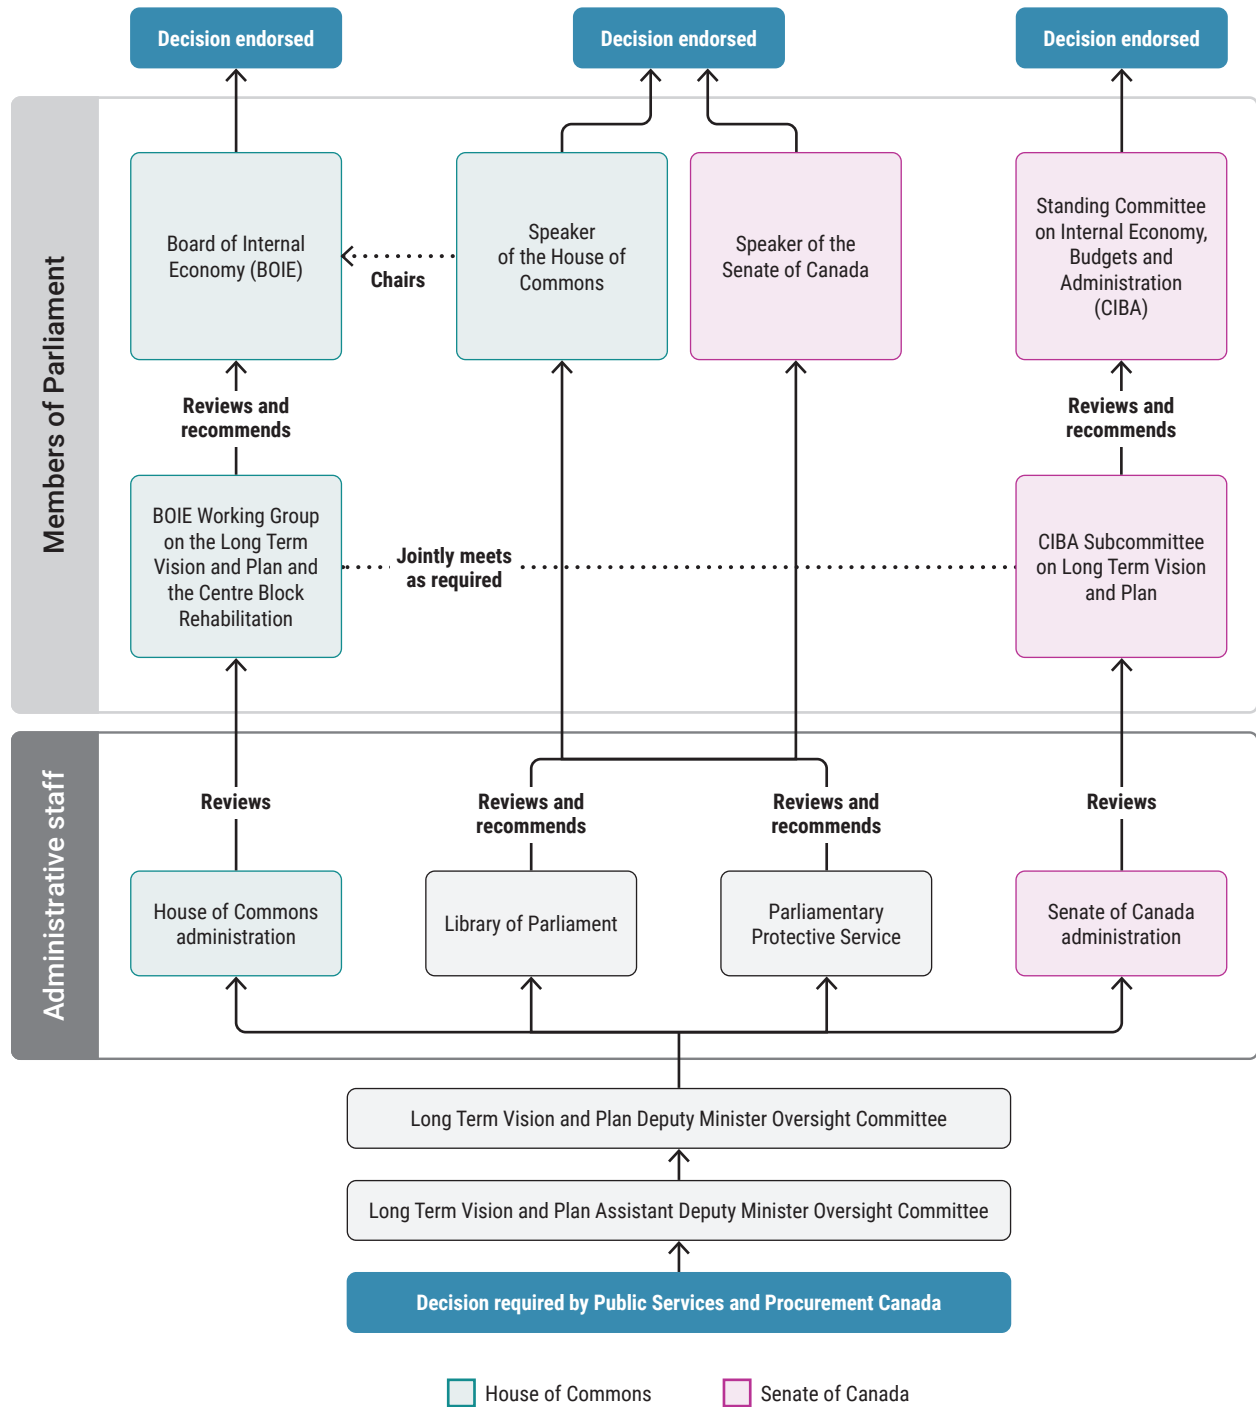 Decision endorsed
Decision endorsed
Decision endorsed
Members of Parliament
Board of Internal
Economy (BOIE)
Chairs
Speaker
of the House of
Commons
Speaker of the
Senate of Canada
Standing Committee
on Internal Economy,
Budgets and
Administration
(CIBA)
Reviews and
recommends
Reviews and
recommends
BOIE Working Group
on the Long Term
Vision and Plan and
the Centre Block
Rehabilitation
Jointly meets
as required
CIBA Subcommittee
on Long Term Vision
and Plan
Administrative staff
Reviews
Reviews and
recommends
Reviews and
recommends
Reviews
House of Commons
administration
Library of Parliament
Parliamentary
Protective Service
Senate of Canada
administration
Long Term Vision and Plan Deputy Minister Oversight Committee
Long Term Vision and Plan Assistant Deputy Minister Oversight Committee
Decision required by Public Services and Procurement Canada
House of Commons
Senate of Canada